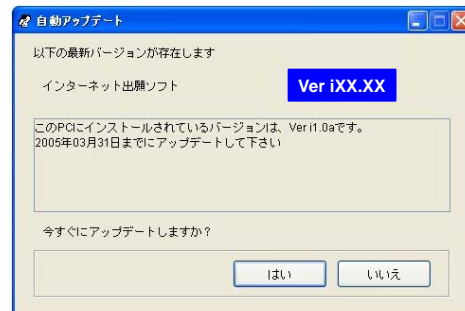 自動アップデート
以下の最新バージョンが存在します
インターネット出願ソフト
Ver iXX.XX
このPCにインストールされているバージョンは、Ver i1.0aです。
2005年03月31日までにアップデートして下さい
今すぐにアップデートしますか？
はい
いいえ